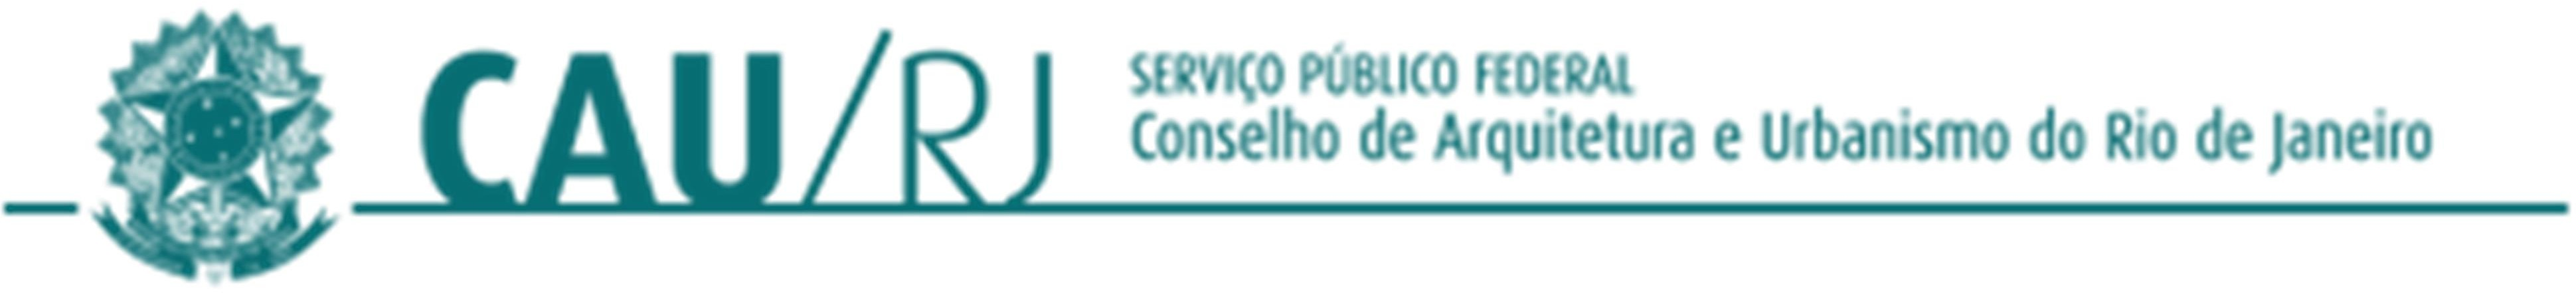 CAU/RJ
SERVIÇO PÚBLICO FEDERAL
Conselho de Arquitetura e Urbanismo do Rio de Janeiro